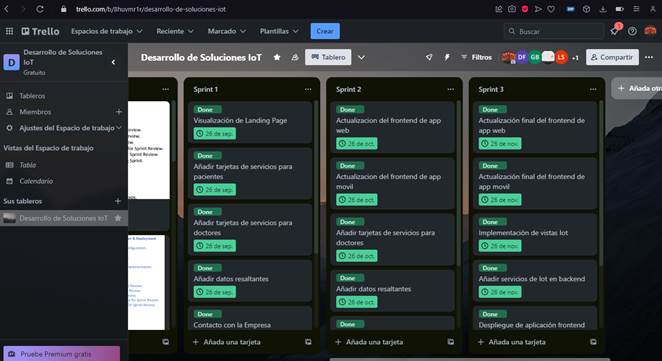 trello.com/b/8huvmr1r/desarrollo-de-soluciones-iot
Trello Espacios de trabajo Reciente Marcado Plantillas Crear Buscar
D Desarrollo de Soluciones IoT
Gratuito
Tableros
Miembros
Ajustes del Espacio de trabajo
Vistas del Espacio de trabajo
Tabla
Calendario
Sus tableros
Desarrollo de Soluciones IoT
Pruebe Premium gratis
Desarrollo de Soluciones IoT Tablero Filtros DF GB LS +1 Compartir
Sprint 1
Done
Visualización de Landing Page
26 de sep.
Done
Añadir tarjetas de servicios para
pacientes
26 de sep.
Done
Añadir tarjetas de servicios para
doctores
26 de sep.
Done
Añadir datos resaltantes
26 de sep.
Done
Contacto con la Empresa
Añada una tarjeta
Sprint 2
Done
Actualizacion del frontend de app
web
26 de oct.
Done
Actualizacion del frontend de app
movil
26 de oct.
Done
Añadir tarjetas de servicios para
doctores
26 de oct.
Done
Añadir datos resaltantes
26 de oct.
Añada una tarjeta
Sprint 3
Done
Actualización final del frontend de
app web
26 de nov.
Done
Actualización final del frontend de
app movil
26 de nov.
Done
Implementación de vistas Iot
26 de nov.
Done
Añadir servicios de Iot en backend
26 de nov.
Done
Despliegue de aplicación frontend
Añada una tarjeta
Añada otra